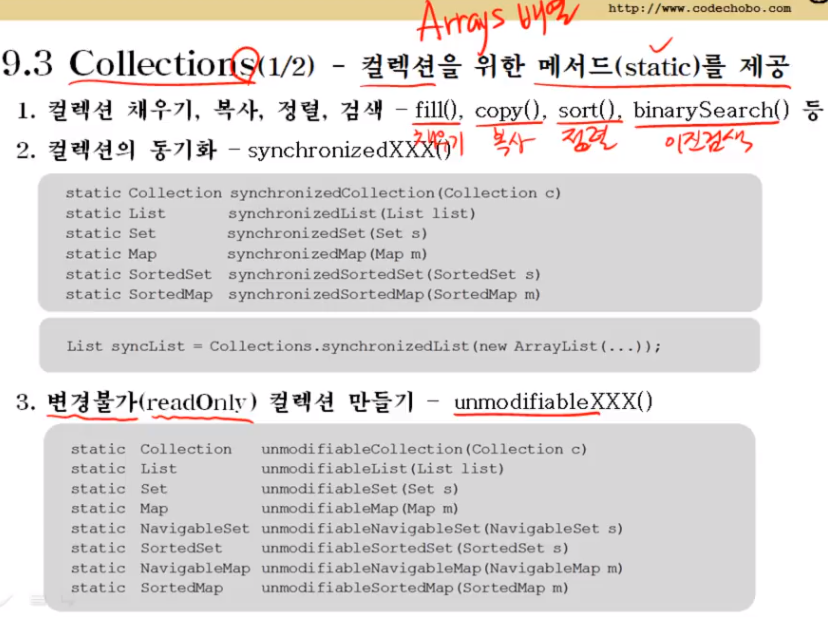 Arrays 배열
http://www.codechobo.com
9.3 Collections(1/2) - 컬렉션을 위한 메서드(static)를 제공
1. 컬렉션 채우기, 복사, 정렬, 검색 - fill(), copy(), sort(), binarySearch() 등
채우기 복사 정렬 이진검색
2. 컬렉션의 동기화 - synchronizedXXX()
static Collection synchronizedCollection(Collection c)
static List synchronizedList(List list)
static Set synchronizedSet(Set s)
static Map synchronizedMap(Map m)
static SortedSet synchronizedSortedSet(SortedSet s)
static SortedMap synchronizedSortedMap(SortedMap m)
List syncList = Collections.synchronizedList(new ArrayList(...));
3. 변경불가(readOnly) 컬렉션 만들기 - unmodifiableXXX()
static Collection unmodifiableCollection(Collection c)
static List unmodifiableList(List list)
static Set unmodifiableSet(Set s)
static Map unmodifiableMap(Map m)
static NavigableSet unmodifiableNavigableSet(NavigableSet s)
static SortedSet unmodifiableSortedSet(SortedSet s)
static NavigableMap unmodifiableNavigableMap(NavigableMap m)
static SortedMap unmodifiableSortedMap(SortedMap m)